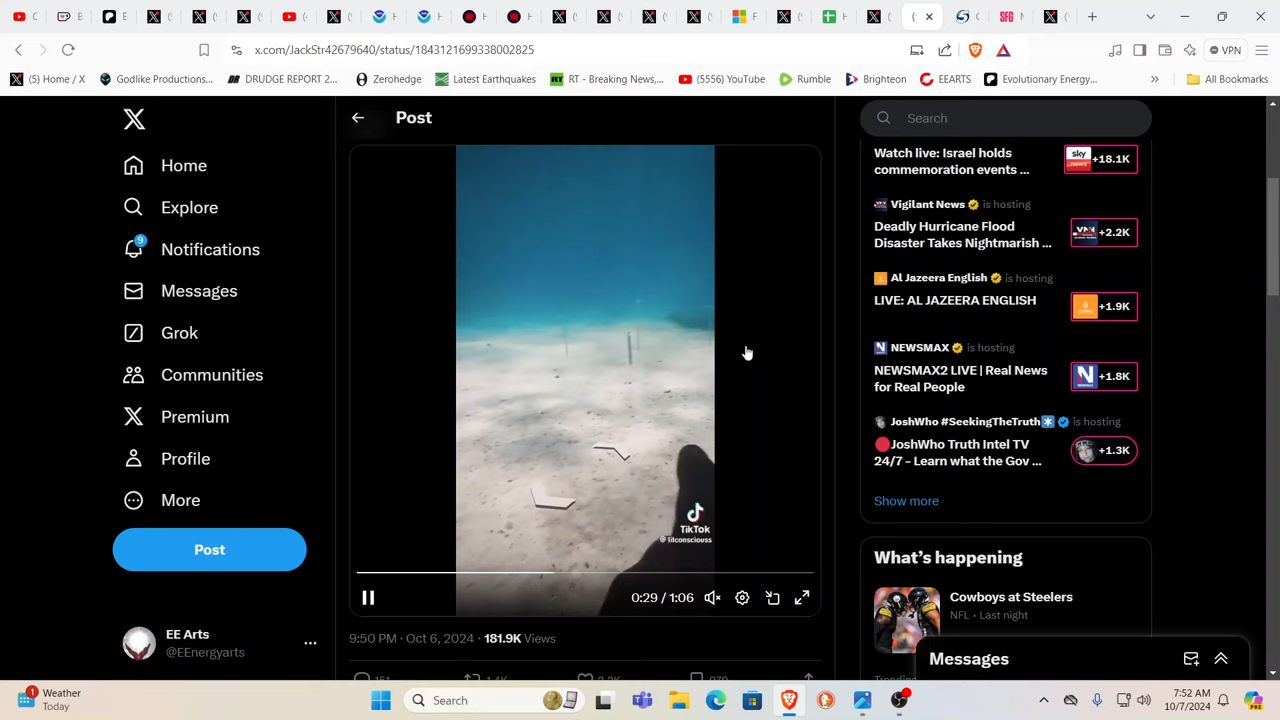 x.com/JackStr42679640/status/1843121699338002825
VPN
(5) Home / X
Godlike Productions...
DRUDGE REPORT 2...
Zerohedge
Latest Earthquakes
RT - Breaking News,...
(5556) YouTube
Rumble
Brighteon
EEARTS
Evolutionary Energy...
All Bookmarks
Home
Explore
9
Notifications
Messages
Grok
Communities
Premium
Profile
More
Post
EE Arts
@EEnergyarts
Post
TikTok
@lilconsciouss
0:29 / 1:06
9:50 PM · Oct 6, 2024 · 181.9K Views
Search
Watch live: Israel holds
commemoration events ...
sky news
+18.1K
Vigilant News is hosting
Deadly Hurricane Flood
Disaster Takes Nightmarish ...
+2.2K
Al Jazeera English is hosting
LIVE: AL JAZEERA ENGLISH
+1.9K
NEWSMAX is hosting
NEWSMAX2 LIVE | Real News
for Real People
+1.8K
JoshWho #SeekingTheTruth is hosting
JoshWho Truth Intel TV
24/7 - Learn what the Gov ...
+1.3K
Show more
What's happening
Cowboys at Steelers
NFL · Last night
Messages
1
Weather
Today
Search
7:52 AM
10/7/2024